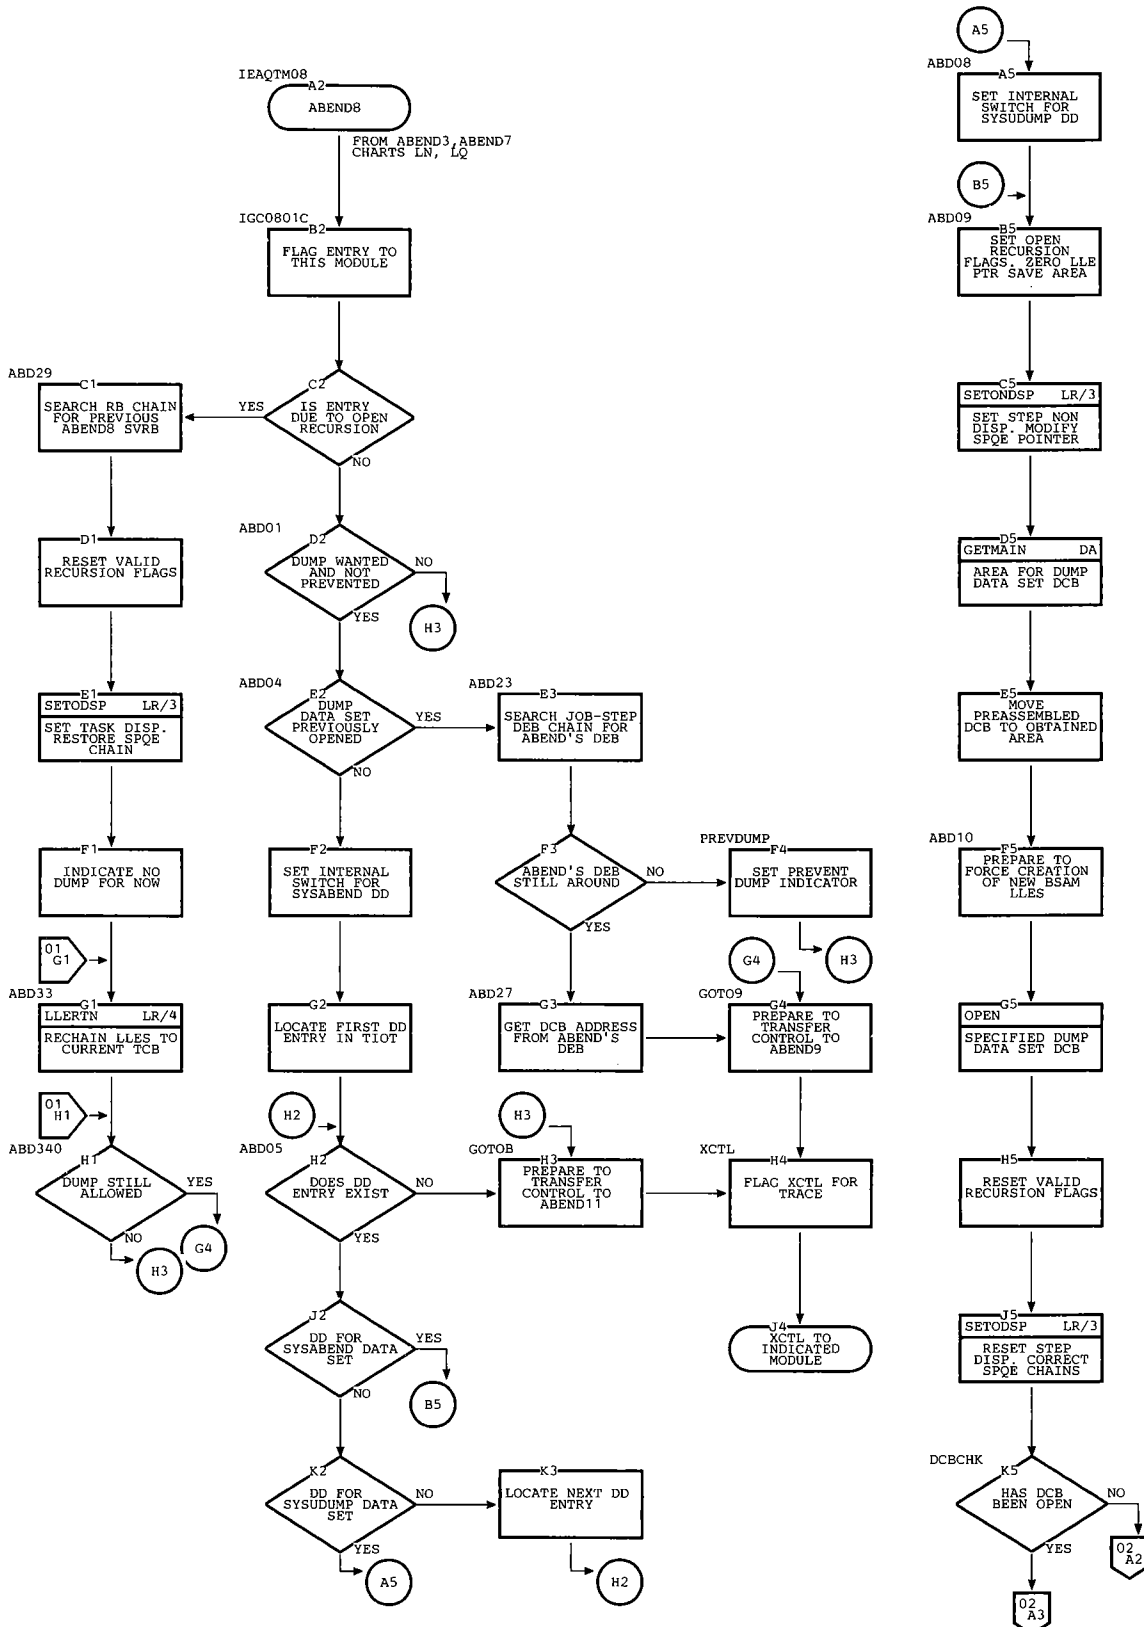 IEAQTM08
A2
ABEND8
FROM ABEND3,ABEND7
CHARTS LN, LQ
IGC0801C
B2
FLAG ENTRY TO
THIS MODULE
C2
IS ENTRY
DUE TO OPEN
RECURSION
YES
NO
ABD29
C1
SEARCH RB CHAIN
FOR PREVIOUS
ABEND8 SVRB
D1
RESET VALID
RECURSION FLAGS
E1
SETODSP LR/3
SET TASK DISP.
RESTORE SPQE
CHAIN
F1
INDICATE NO
DUMP FOR NOW
01
G1
ABD33
G1
LLERTN LR/4
RECHAIN LLES TO
CURRENT TCB
01
H1
ABD340
H1
DUMP STILL
ALLOWED
YES
NO
H3
G4
ABD01
D2
DUMP WANTED
AND NOT
PREVENTED
NO
YES
H3
ABD04
E2
DUMP
DATA SET
PREVIOUSLY
OPENED
YES
NO
F2
SET INTERNAL
SWITCH FOR
SYSABEND DD
G2
LOCATE FIRST DD
ENTRY IN TIOT
H2
ABD05
H2
DOES DD
ENTRY EXIST
NO
YES
J2
DD FOR
SYSABEND DATA
SET
YES
NO
B5
K2
DD FOR
SYSUDUMP DATA
SET
NO
YES
A5
ABD23
E3
SEARCH JOB-STEP
DEB CHAIN FOR
ABEND'S DEB
F3
ABEND'S DEB
STILL AROUND
NO
YES
ABD27
G3
GET DCB ADDRESS
FROM ABEND'S
DEB
H3
GOTOB
H3
PREPARE TO
TRANSFER
CONTROL TO
ABEND11
K3
LOCATE NEXT DD
ENTRY
H2
PREVDUMP
F4
SET PREVENT
DUMP INDICATOR
H3
G4
GOTO9
G4
PREPARE TO
TRANSFER
CONTROL TO
ABEND9
XCTL
H4
FLAG XCTL FOR
TRACE
J4
XCTL TO
INDICATED
MODULE
A5
ABD08
A5
SET INTERNAL
SWITCH FOR
SYSUDUMP DD
B5
ABD09
B5
SET OPEN
RECURSION
FLAGS. ZERO LLE
PTR SAVE AREA
C5
SETONDSP LR/3
SET STEP NON
DISP. MODIFY
SPQE POINTER
D5
GETMAIN DA
AREA FOR DUMP
DATA SET DCB
E5
MOVE
PREASSEMBLED
DCB TO OBTAINED
AREA
ABD10
F5
PREPARE TO
FORCE CREATION
OF NEW BSAM
LLES
G5
OPEN
SPECIFIED DUMP
DATA SET DCB
H5
RESET VALID
RECURSION FLAGS
J5
SETODSP LR/3
RESET STEP
DISP. CORRECT
SPQE CHAINS
DCBCHK
K5
HAS DCB
BEEN OPEN
NO
YES
02
A2
02
A3